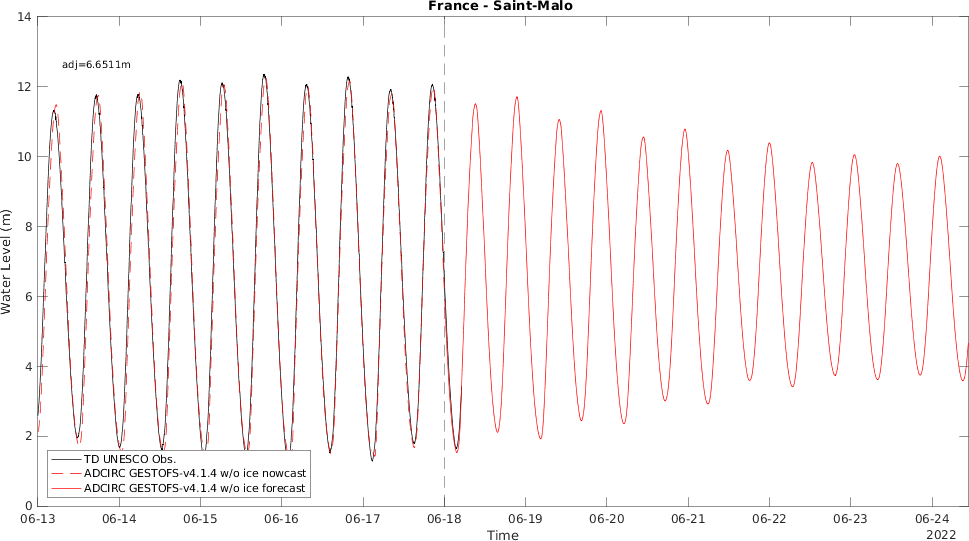 France - Saint-Malo
14
adj=6.6511m
12
10
8
6
4
2
0
Water Level (m)
TD UNESCO Obs.
ADCIRC GESTOFS-v4.1.4 w/o ice nowcast
ADCIRC GESTOFS-v4.1.4 w/o ice forecast
06-13 06-14 06-15 06-16 06-17 06-18 06-19 06-20 06-21 06-22 06-23 06-24
Time
2022